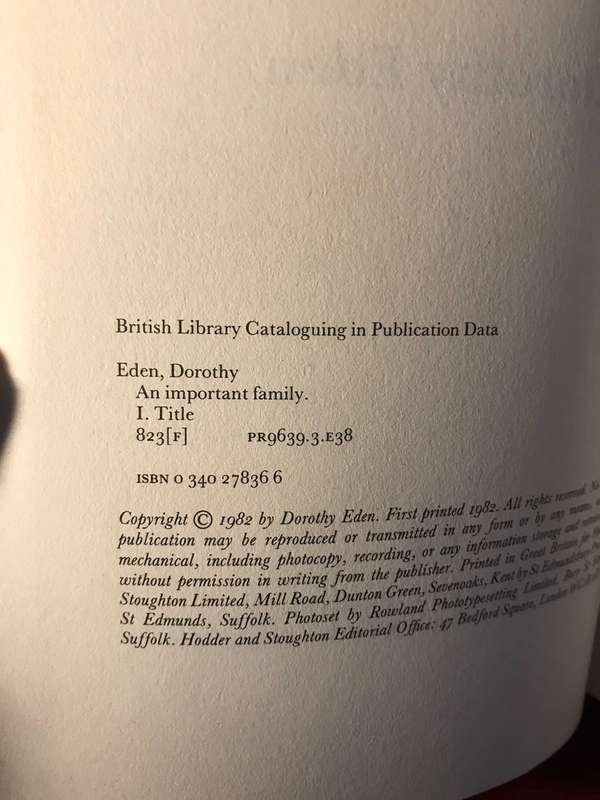 British Library Cataloguing in Publication Data
Eden, Dorothy
An important family.
I. Title
823[F] PR9639.3.E38
ISBN 0 340 27836 6
Copyright © 1982 by Dorothy Eden. First printed 1982. All rights reserved. No
publication may be reproduced or transmitted in any form or by any means,
mechanical, including photocopy, recording, or any information storage and
without permission in writing from the publisher. Printed in Great Britain for
Stoughton Limited, Mill Road, Dunton Green, Sevenoaks, Kent by St Edmundsbury
St Edmunds, Suffolk. Photoset by Rowland Phototypesetting Limited, Bury St
Suffolk. Hodder and Stoughton Editorial Office: 47 Bedford Square, London